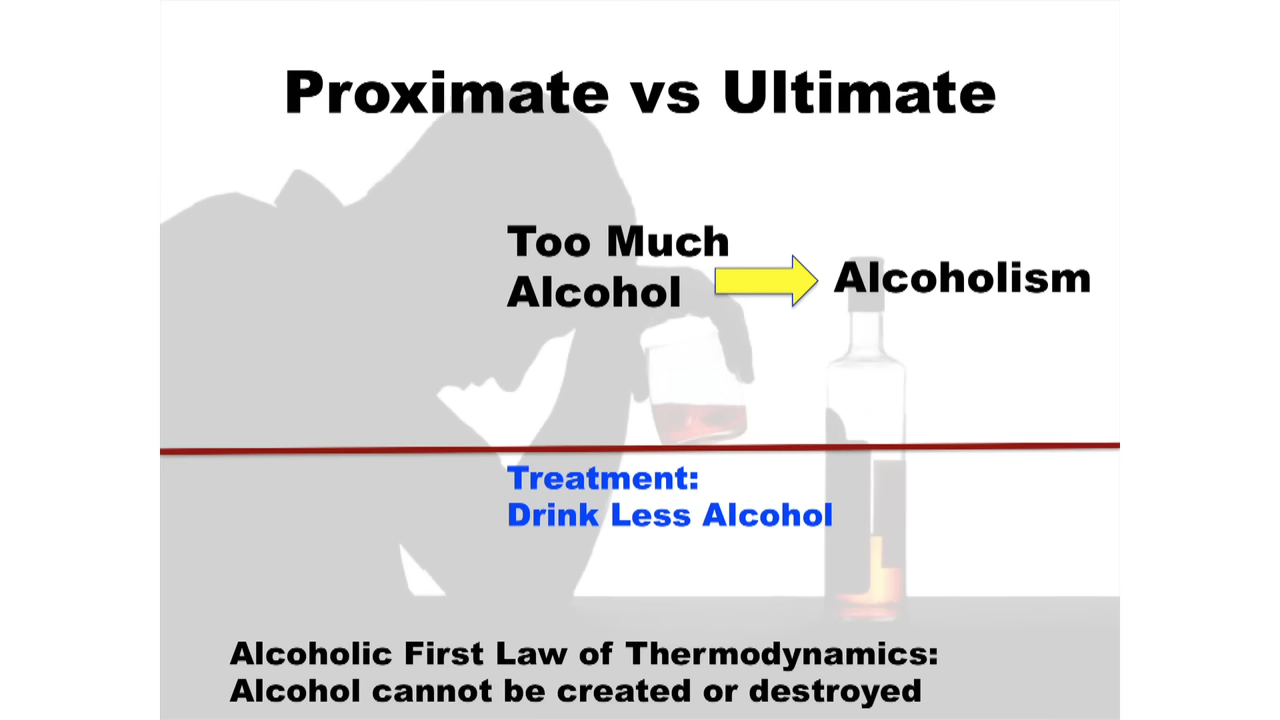 Proximate vs Ultimate
Too Much
Alcohol
Alcoholism
Treatment:
Drink Less Alcohol
Alcoholic First Law of Thermodynamics:
Alcohol cannot be created or destroyed